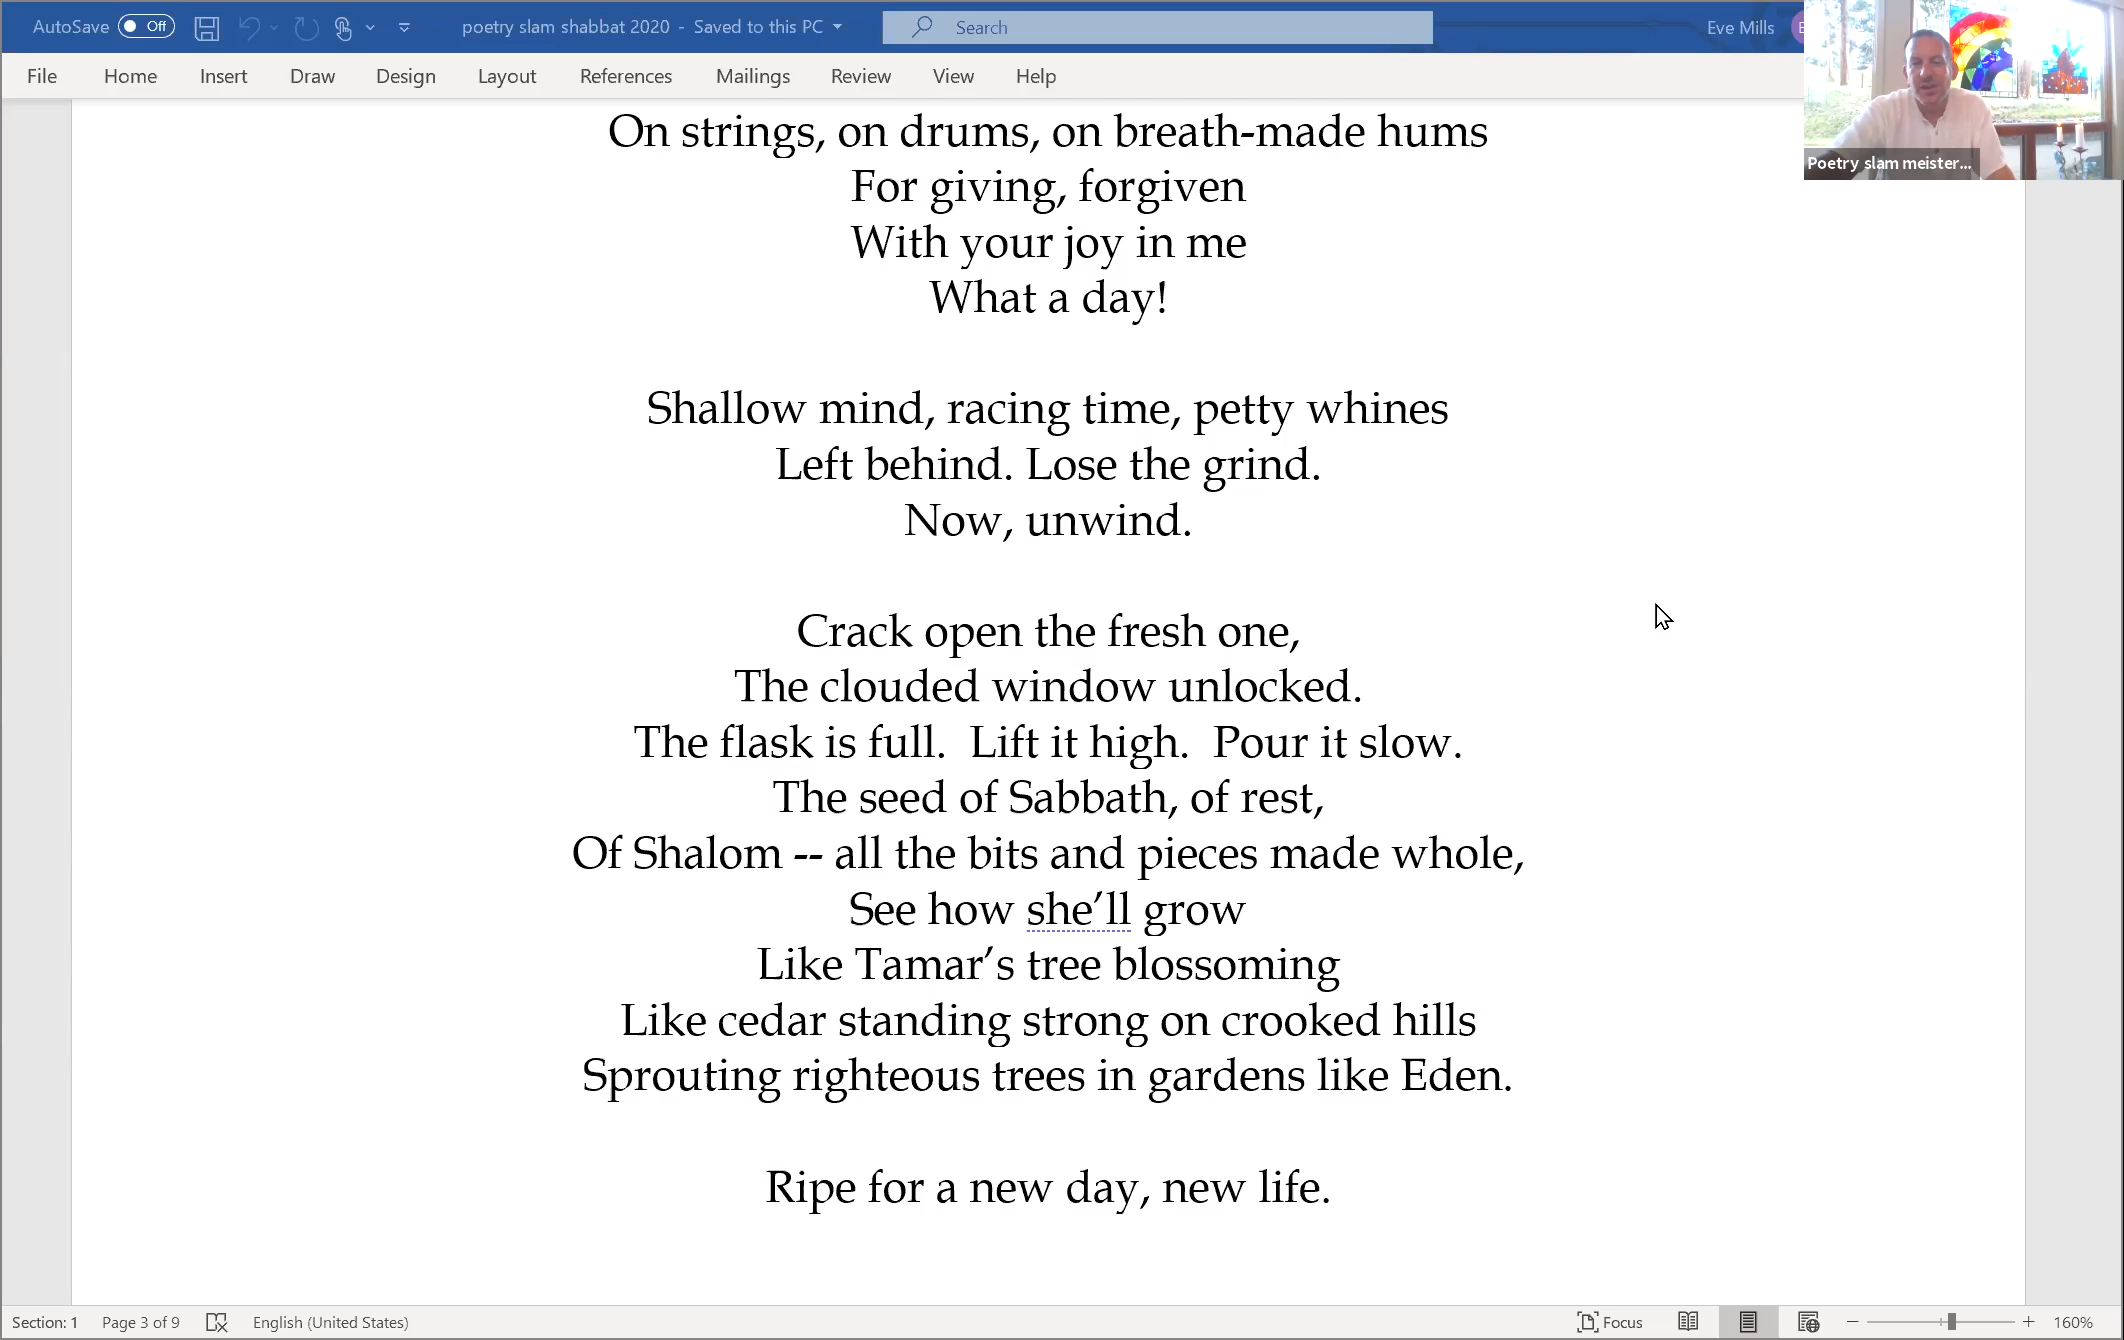 AutoSave Off poetry slam shabbat 2020 - Saved to this PC Search Eve Mills
File Home Insert Draw Design Layout References Mailings Review View Help
Poetry slam meister...
On strings, on drums, on breath-made hums
For giving, forgiven
With your joy in me
What a day!
Shallow mind, racing time, petty whines
Left behind. Lose the grind.
Now, unwind.
Crack open the fresh one,
The clouded window unlocked.
The flask is full.  Lift it high.  Pour it slow.
The seed of Sabbath, of rest,
Of Shalom -- all the bits and pieces made whole,
See how she’ll grow
Like Tamar’s tree blossoming
Like cedar standing strong on crooked hills
Sprouting righteous trees in gardens like Eden.
Ripe for a new day, new life.
Section: 1 Page 3 of 9 English (United States) Focus 160%